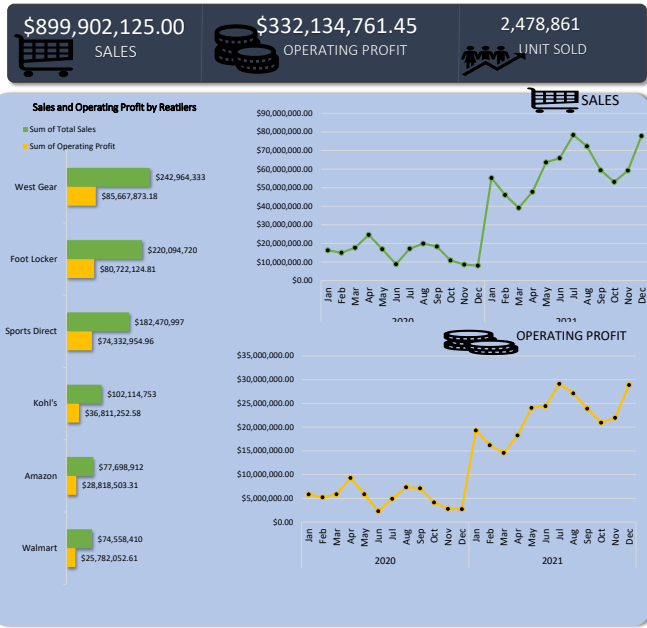 $899,902,125.00
SALES
$332,134,761.45
OPERATING PROFIT
2,478,861
UNIT SOLD
Sales and Operating Profit by Reatilers
Sum of Total Sales
Sum of Operating Profit
West Gear
$242,964,333
$85,667,873.18
Foot Locker
$220,094,720
$80,722,124.81
Sports Direct
$182,470,997
$74,332,954.96
Kohl's
$102,114,753
$36,811,252.58
Amazon
$77,698,912
$28,818,503.31
Walmart
$74,558,410
$25,782,052.61
SALES
$90,000,000.00
$80,000,000.00
$70,000,000.00
$60,000,000.00
$50,000,000.00
$40,000,000.00
$30,000,000.00
$20,000,000.00
$10,000,000.00
$0.00
Jan Feb Mar Apr May Jun Jul Aug Sep Oct Nov Dec Jan Feb Mar Apr May Jun Jul Aug Sep Oct Nov Dec
2020 2021
OPERATING PROFIT
$35,000,000.00
$30,000,000.00
$25,000,000.00
$20,000,000.00
$15,000,000.00
$10,000,000.00
$5,000,000.00
$0.00
Jan Feb Mar Apr May Jun Jul Aug Sep Oct Nov Dec Jan Feb Mar Apr May Jun Jul Aug Sep Oct Nov Dec
2020 2021